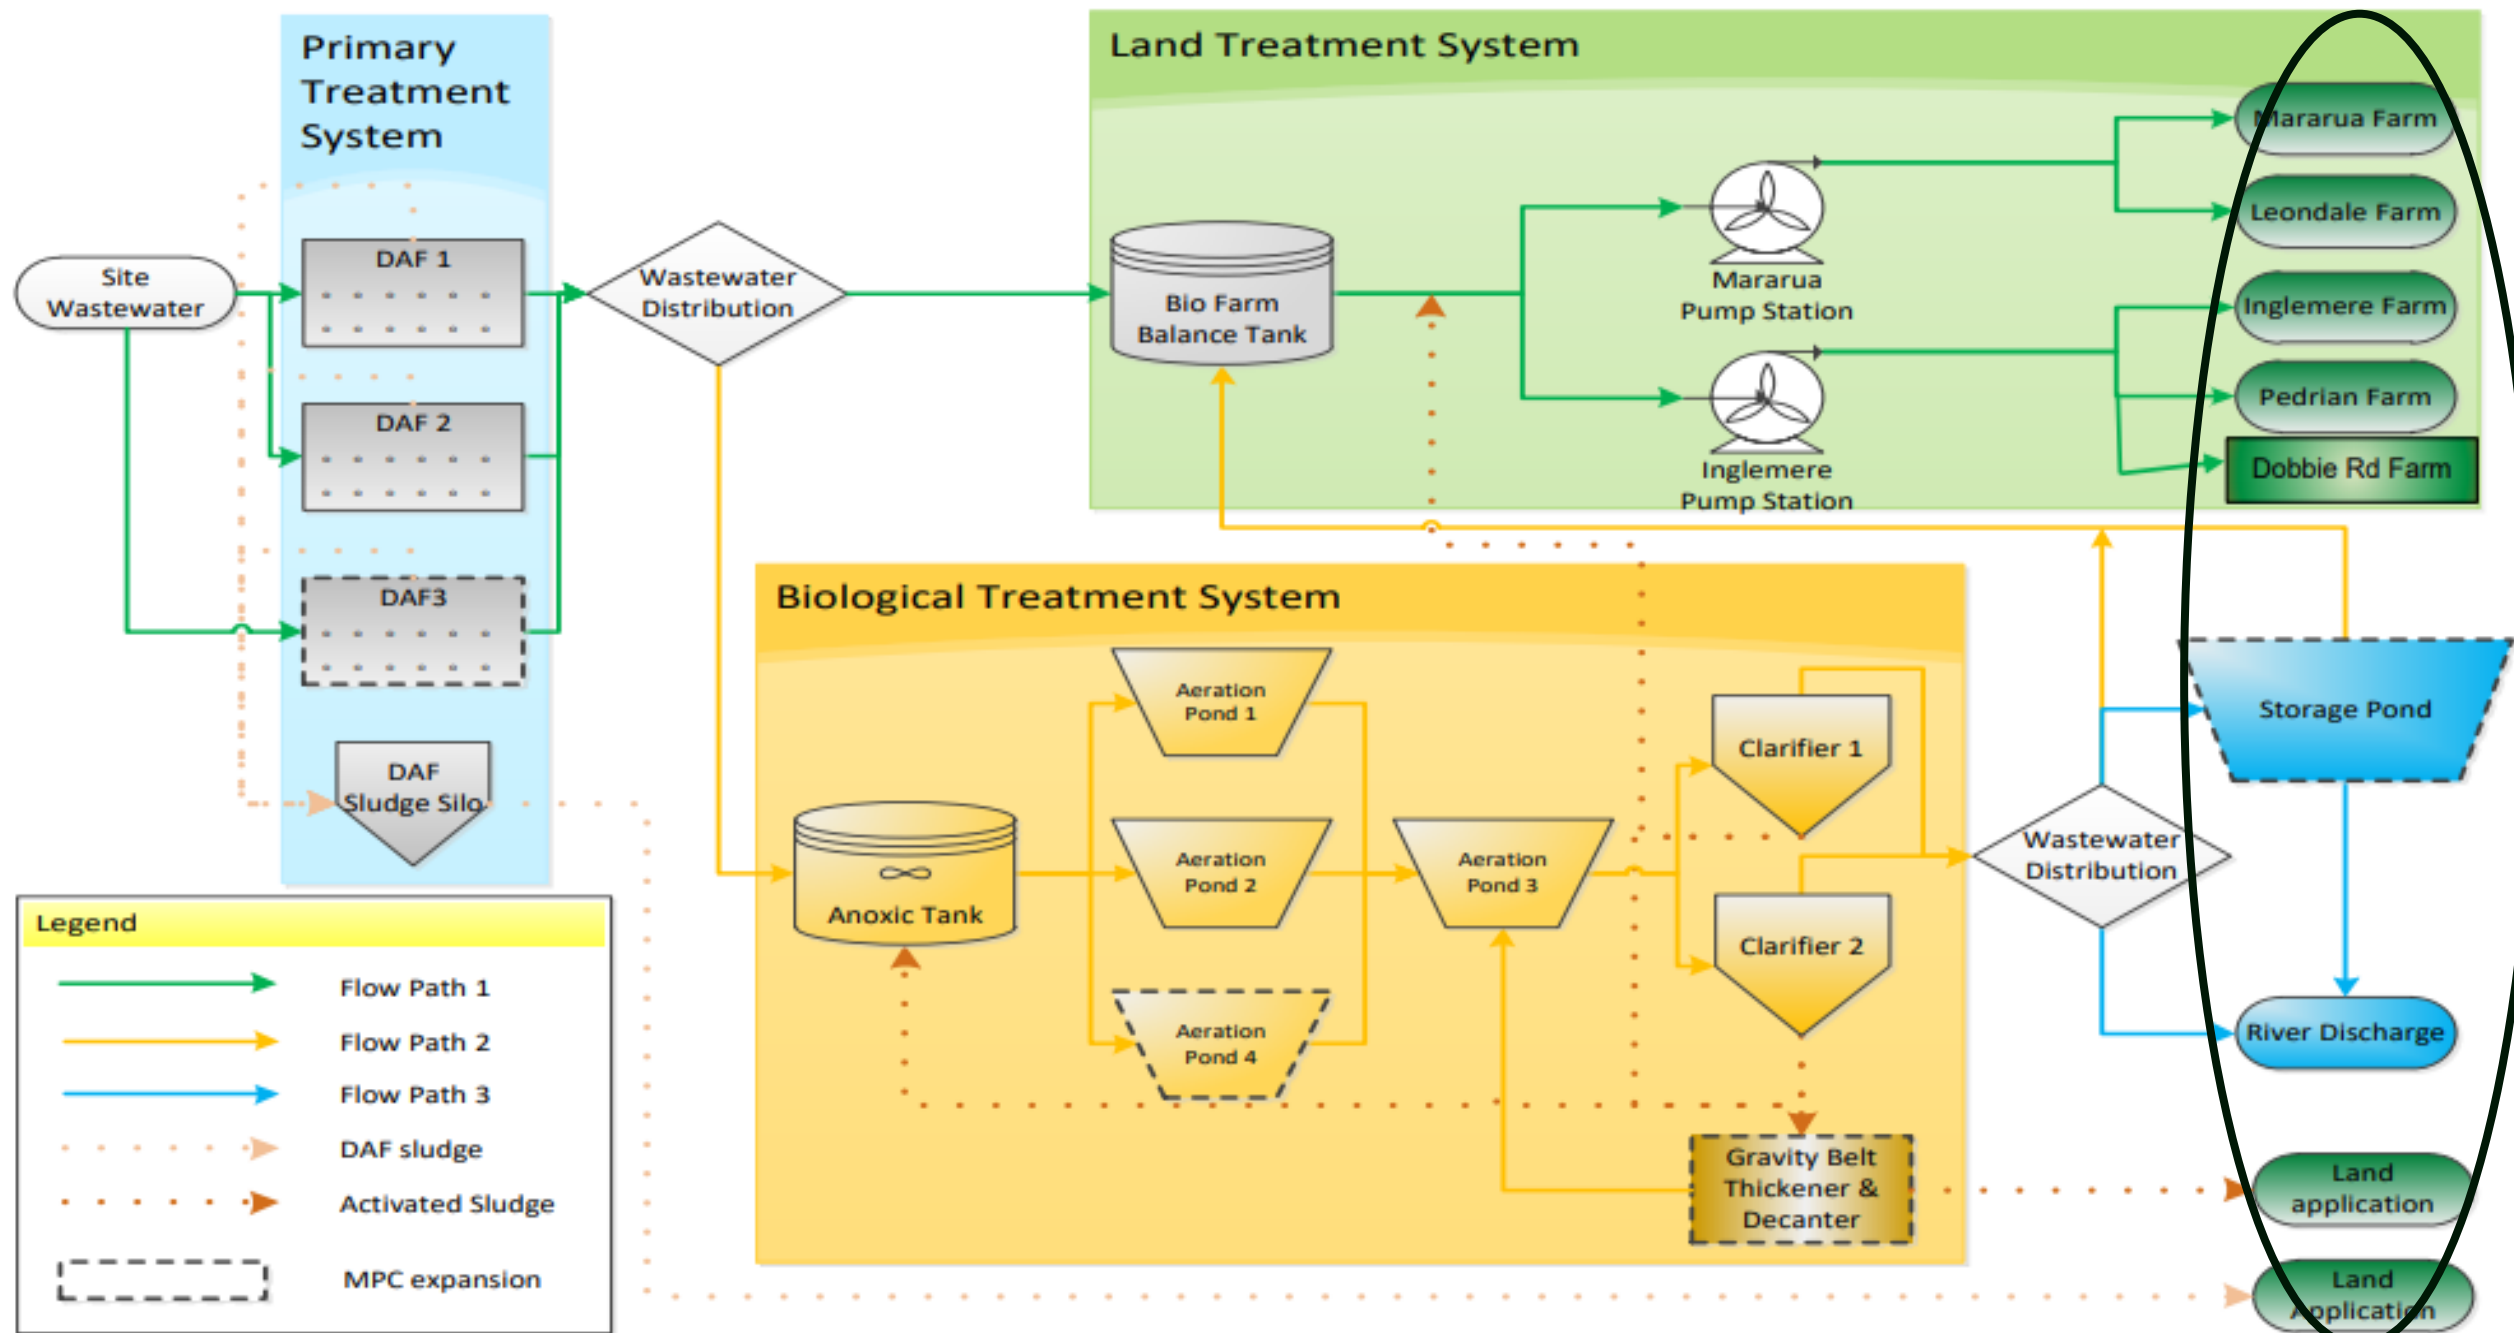 Primary
Treatment
System
Site
Wastewater
DAF 1
DAF 2
DAF3
DAF
Sludge Silo
Wastewater
Distribution
Land Treatment System
Bio Farm
Balance Tank
Mararua
Pump Station
Inglemere
Pump Station
Mararua Farm
Leondale Farm
Inglemere Farm
Pedrian Farm
Dobbie Rd Farm
Biological Treatment System
Anoxic Tank
Aeration
Pond 1
Aeration
Pond 2
Aeration
Pond 4
Aeration
Pond 3
Clarifier 1
Clarifier 2
Gravity Belt
Thickener &
Decanter
Wastewater
Distribution
Storage Pond
River Discharge
Land
application
Land
Application
Legend
Flow Path 1
Flow Path 2
Flow Path 3
DAF sludge
Activated Sludge
MPC expansion